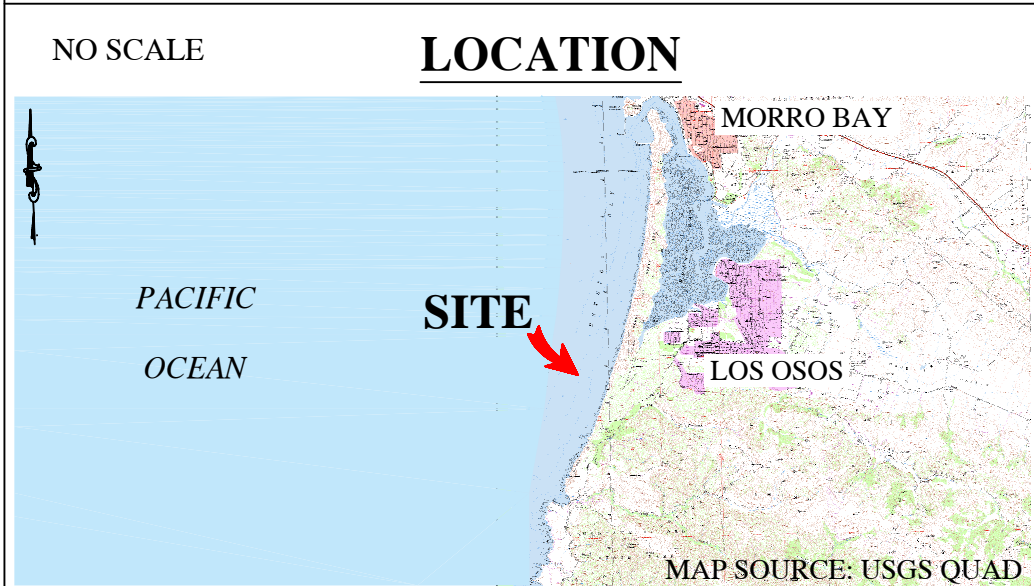 NO SCALE
LOCATION
MORRO BAY
PACIFIC
OCEAN
SITE
LOS OSOS
MAP SOURCE: USGS QUAD